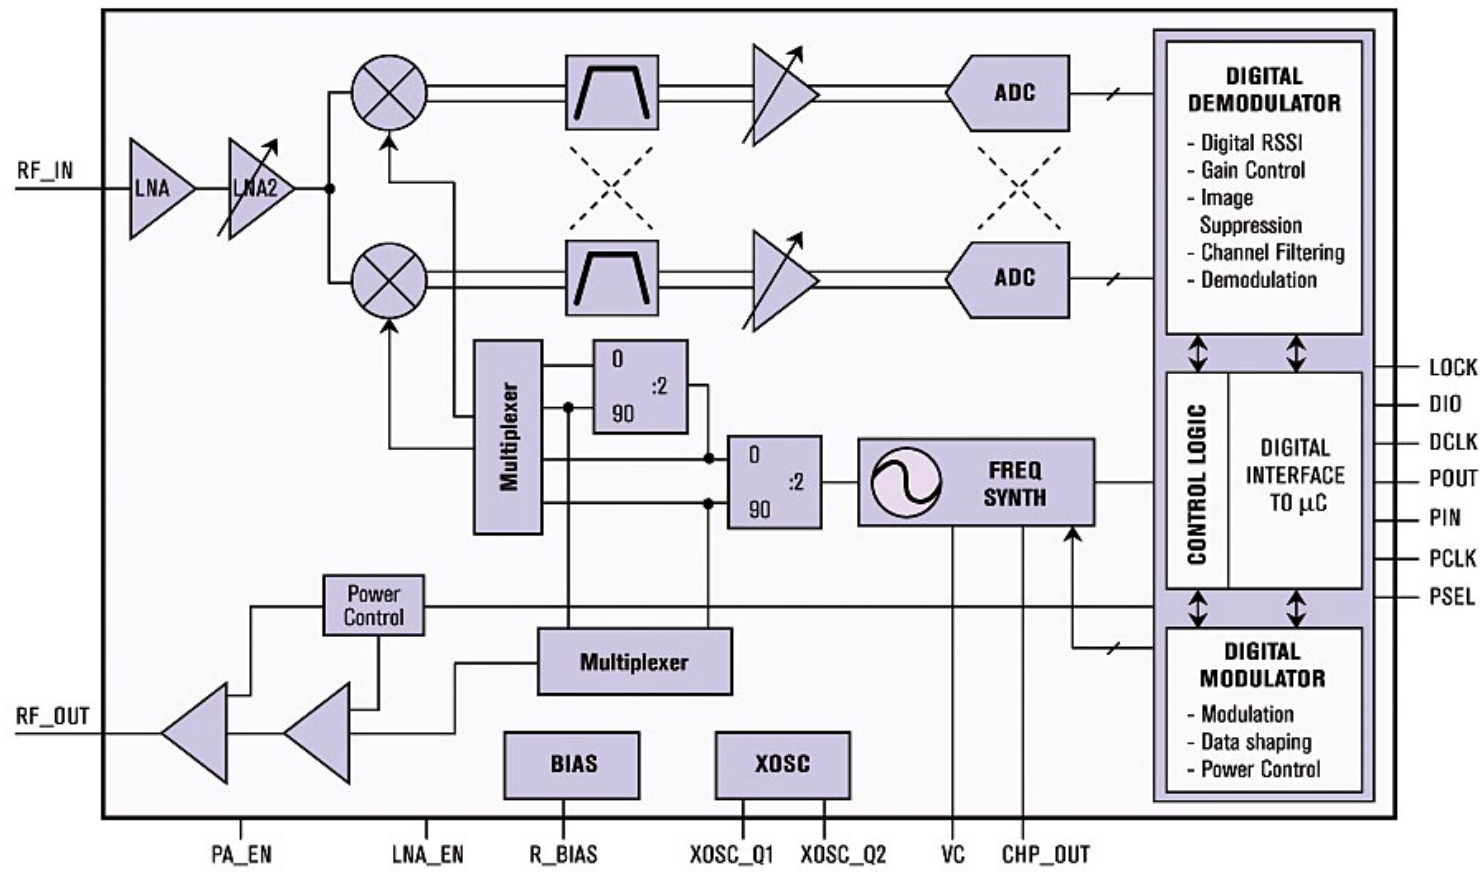 RF_IN
LNA
LNA2
ADC
ADC
DIGITAL
DEMODULATOR
- Digital RSSI
- Gain Control
- Image
Suppression
- Channel Filtering
- Demodulation
Multiplexer
0
:2
90
0
:2
90
FREQ
SYNTH
CONTROL LOGIC
DIGITAL
INTERFACE
TO μC
LOCK
DIO
DCLK
POUT
PIN
PCLK
PSEL
Power
Control
Multiplexer
DIGITAL
MODULATOR
- Modulation
- Data shaping
- Power Control
RF_OUT
BIAS
XOSC
PA_EN
LNA_EN
R_BIAS
XOSC_Q1
XOSC_Q2
VC
CHP_OUT